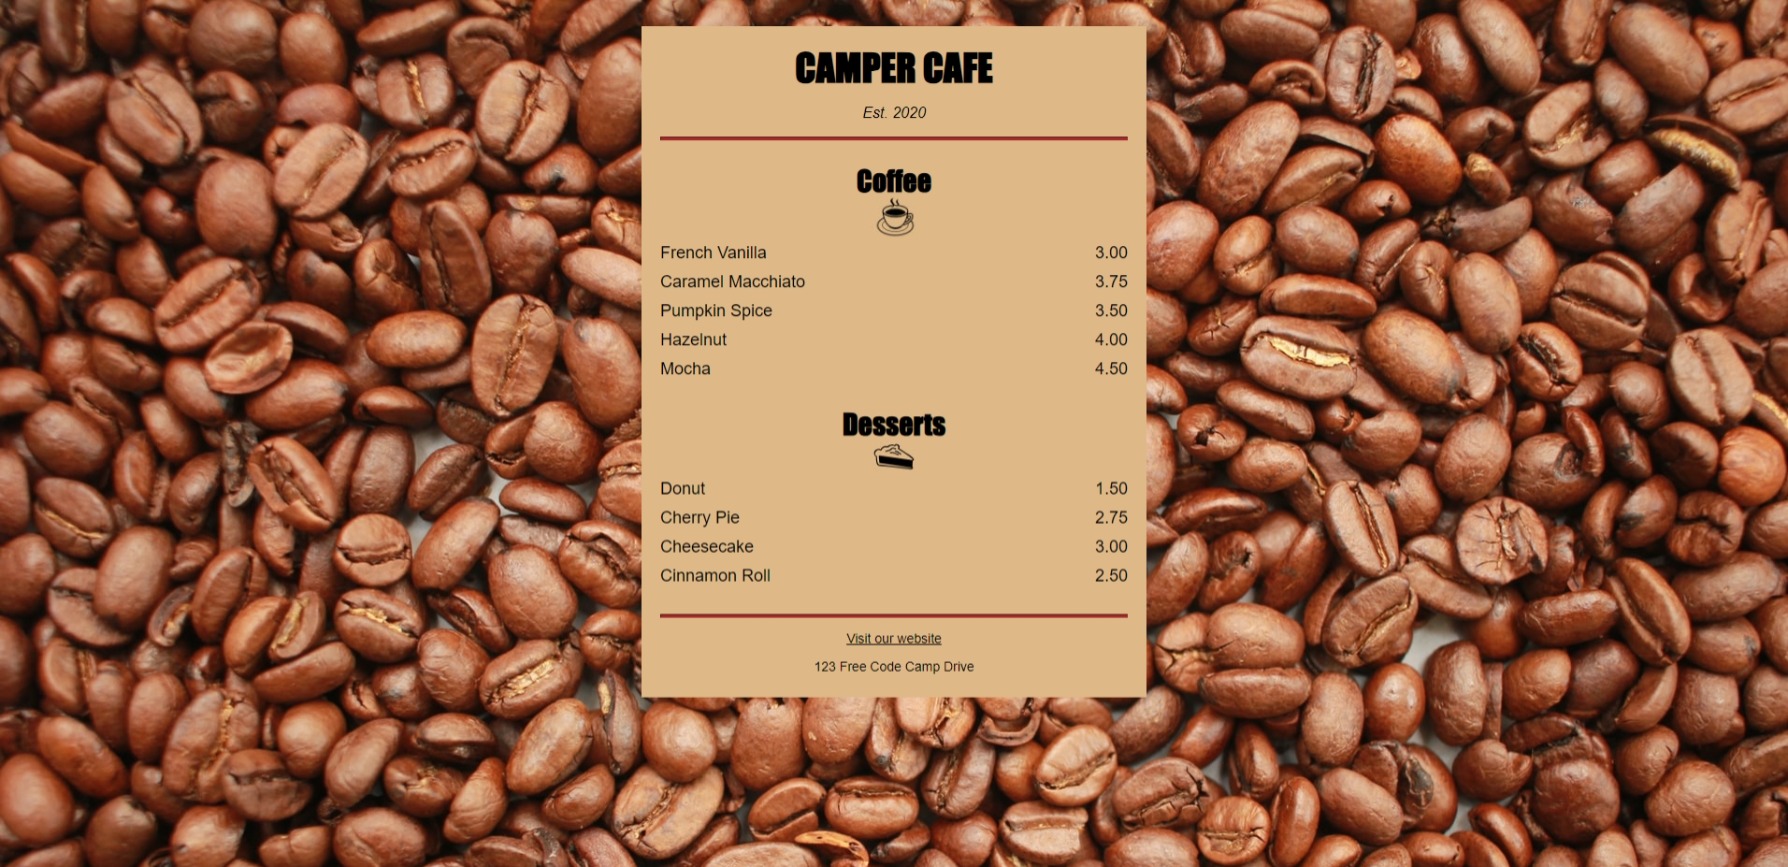 CAMPER CAFE
Est. 2020
Coffee
French Vanilla 3.00
Caramel Macchiato 3.75
Pumpkin Spice 3.50
Hazelnut 4.00
Mocha 4.50
Desserts
Donut 1.50
Cherry Pie 2.75
Cheesecake 3.00
Cinnamon Roll 2.50
Visit our website
123 Free Code Camp Drive